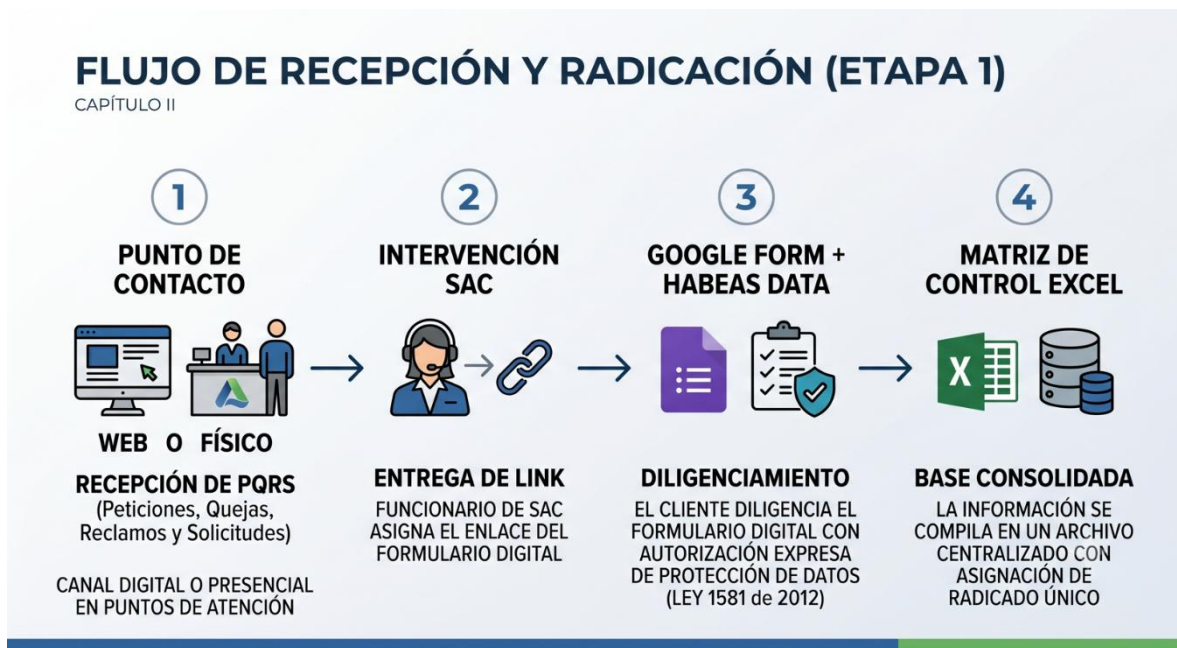 FLUJO DE RECEPCIÓN Y RADICACIÓN (ETAPA 1)
CAPÍTULO II
1
PUNTO DE
CONTACTO
WEB O FÍSICO
RECEPCIÓN DE PQRS
(Peticiones, Quejas,
Reclamos y Solicitudes)
CANAL DIGITAL O PRESENCIAL
EN PUNTOS DE ATENCIÓN
2
INTERVENCIÓN
SAC
ENTREGA DE LINK
FUNCIONARIO DE SAC
ASIGNA EL ENLACE DEL
FORMULARIO DIGITAL
3
GOOGLE FORM +
HABEAS DATA
DILIGENCIAMIENTO
EL CLIENTE DILIGENCIA EL
FORMULARIO DIGITAL CON
AUTORIZACIÓN EXPRESA
DE PROTECCIÓN DE DATOS
(LEY 1581 de 2012)
4
MATRIZ DE
CONTROL EXCEL
X
BASE CONSOLIDADA
LA INFORMACIÓN SE
COMPILA EN UN ARCHIVO
CENTRALIZADO CON
ASIGNACIÓN DE
RADICADO ÚNICO